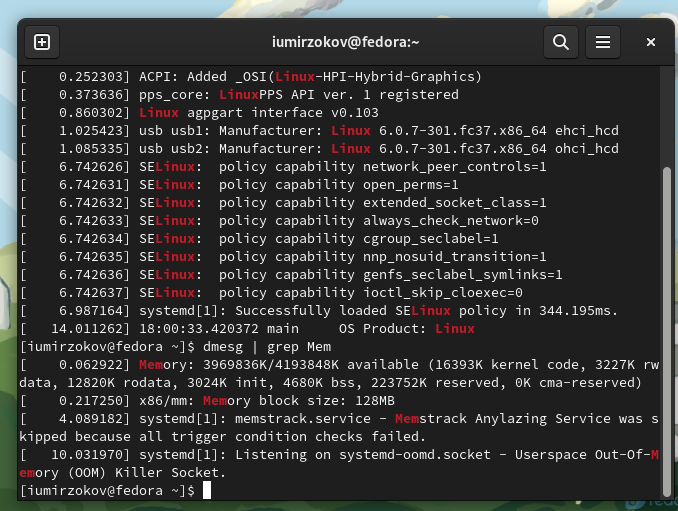 iumirzokov@fedora:~
[    0.252303] ACPI: Added _OSI(Linux-HPI-Hybrid-Graphics)
[    0.373636] pps_core: LinuxPPS API ver. 1 registered
[    0.860302] Linux agpgart interface v0.103
[    1.025423] usb usb1: Manufacturer: Linux 6.0.7-301.fc37.x86_64 ehci_hcd
[    1.085335] usb usb2: Manufacturer: Linux 6.0.7-301.fc37.x86_64 ohci_hcd
[    6.742626] SELinux:  policy capability network_peer_controls=1
[    6.742631] SELinux:  policy capability open_perms=1
[    6.742632] SELinux:  policy capability extended_socket_class=1
[    6.742633] SELinux:  policy capability always_check_network=0
[    6.742634] SELinux:  policy capability cgroup_seclabel=1
[    6.742635] SELinux:  policy capability nnp_nosuid_transition=1
[    6.742636] SELinux:  policy capability genfs_seclabel_symlinks=1
[    6.742637] SELinux:  policy capability ioctl_skip_cloexec=0
[    6.987164] systemd[1]: Successfully loaded SELinux policy in 344.195ms.
[   14.011262] 18:00:33.420372 main     OS Product: Linux
[iumirzokov@fedora ~]$ dmesg | grep Mem
[    0.062922] Memory: 3969836K/4193848K available (16393K kernel code, 3227K rw
data, 12820K rodata, 3024K init, 4680K bss, 223752K reserved, 0K cma-reserved)
[    0.217250] x86/mm: Memory block size: 128MB
[    4.089182] systemd[1]: memstrack.service - Memstrack Anylazing Service was s
kipped because all trigger condition checks failed.
[   10.031970] systemd[1]: Listening on systemd-oomd.socket - Userspace Out-Of-M
emory (OOM) Killer Socket.
[iumirzokov@fedora ~]$